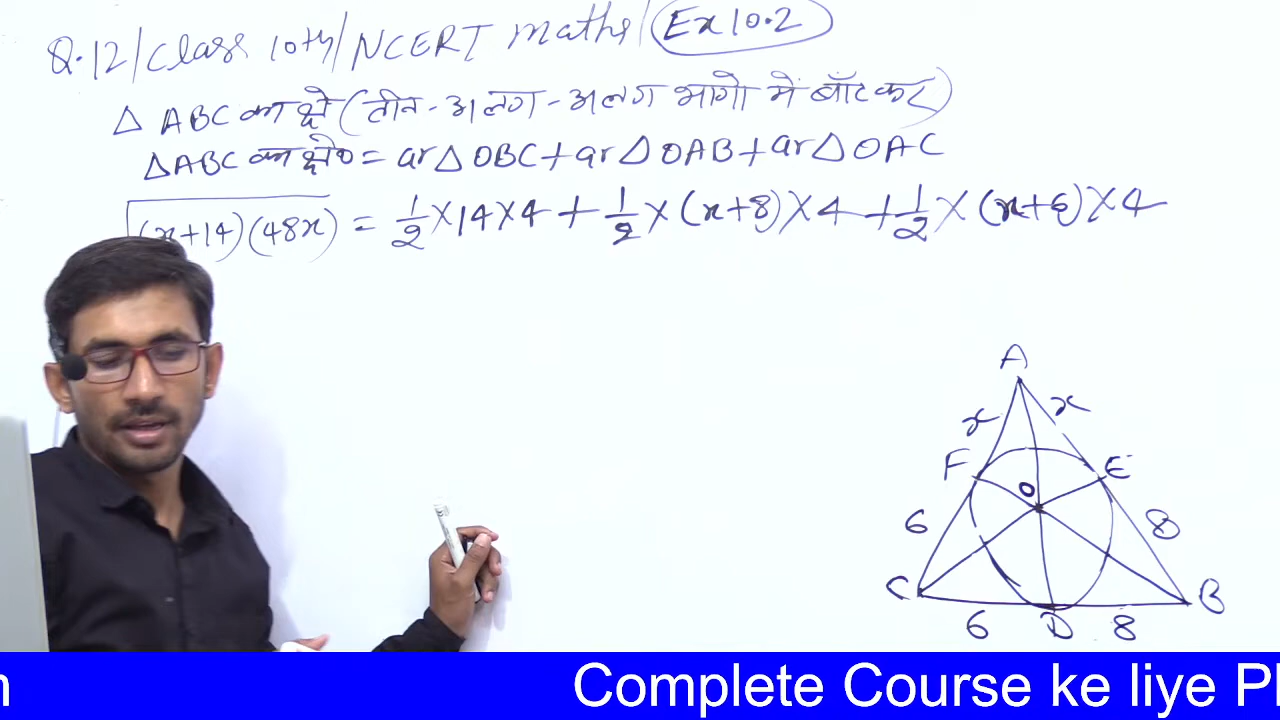 Q.12/Class 10th/NCERT Maths/Ex 10.2
△ ABC का क्षे (तीन-अलग-अलग भागो में बाँटकर)
△ABC का क्षे० = ar△OBC+ar△OAB+ar△OAC
√(x+14)(48x) = 1/2×14×4+1/2×(x+8)×4+1/2×(x+6)×4
A
x x
F E
O
6 8
C B
6 D 8
Complete Course ke liye